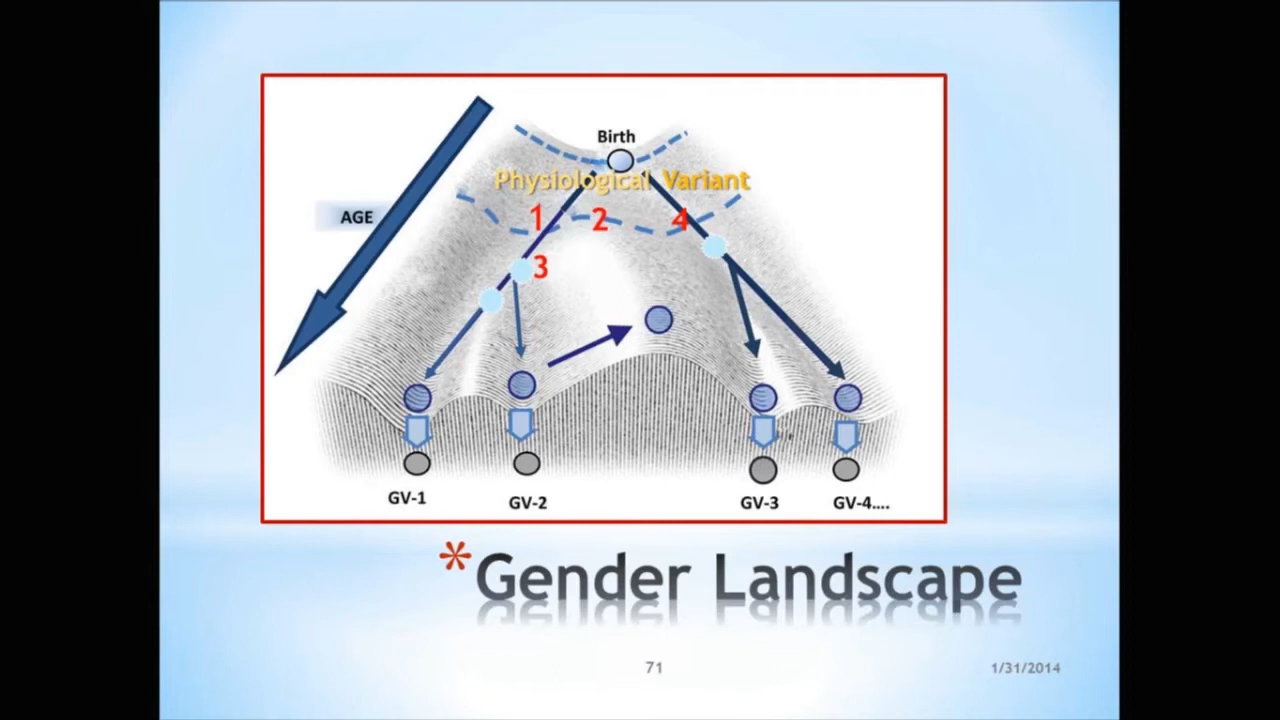 Birth
Physiological Variant
AGE
1 2 4
3
GV-1 GV-2 GV-3 GV-4....
*Gender Landscape
71 1/31/2014